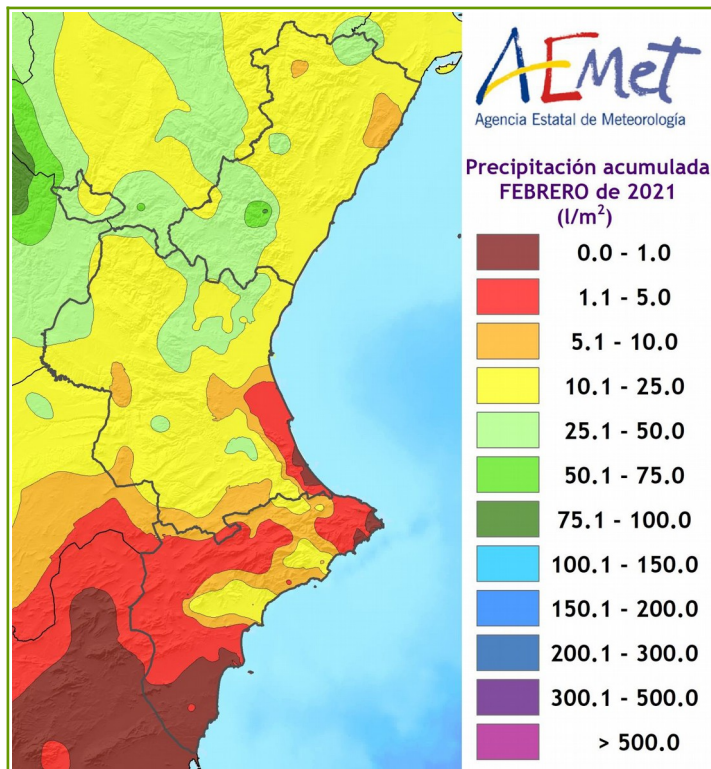 AEMet
Agencia Estatal de Meteorología
Precipitación acumulada
FEBRERO de 2021
(l/m²)
0.0 - 1.0
1.1 - 5.0
5.1 - 10.0
10.1 - 25.0
25.1 - 50.0
50.1 - 75.0
75.1 - 100.0
100.1 - 150.0
150.1 - 200.0
200.1 - 300.0
300.1 - 500.0
> 500.0